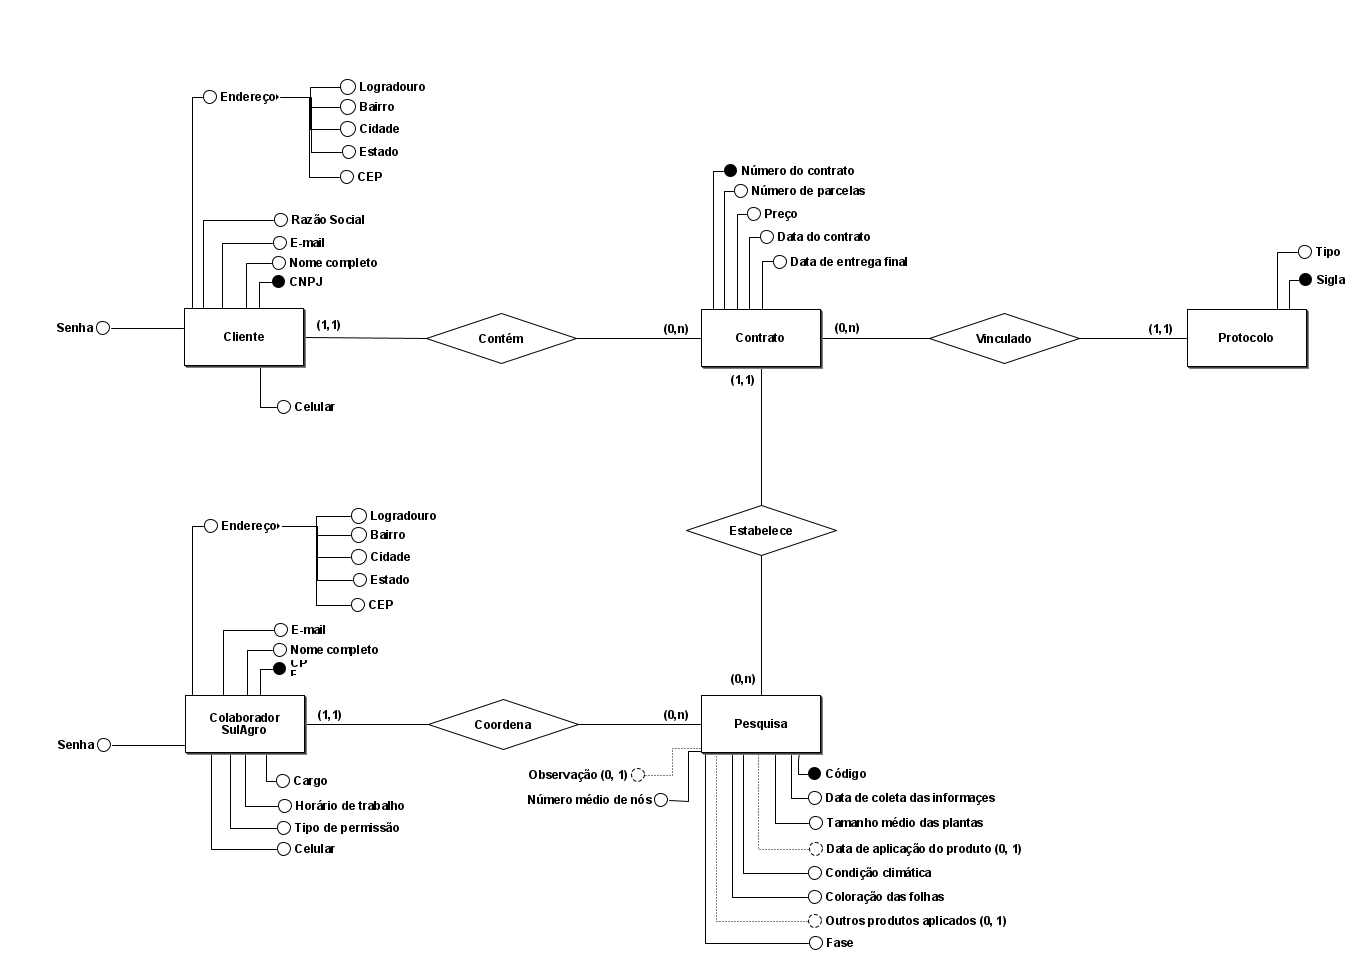 Endereço
Logradouro
Bairro
Cidade
Estado
CEP
Razão Social
E-mail
Nome completo
CNPJ
Senha
Cliente
(1,1)
Contém
(0,n)
Celular
Número do contrato
Número de parcelas
Preço
Data do contrato
Data de entrega final
Contrato
(0,n)
Vinculado
(1,1)
Tipo
Sigla
Protocolo
(1,1)
Estabelece
(0,n)
Endereço
Logradouro
Bairro
Cidade
Estado
CEP
E-mail
Nome completo
CP
F
Senha
Colaborador
SulAgro
(1,1)
Coordena
(0,n)
Pesquisa
Cargo
Horário de trabalho
Tipo de permissão
Celular
Observação (0, 1)
Número médio de nós
Código
Data de coleta das informaçes
Tamanho médio das plantas
Data de aplicação do produto (0, 1)
Condição climática
Coloração das folhas
Outros produtos aplicados (0, 1)
Fase